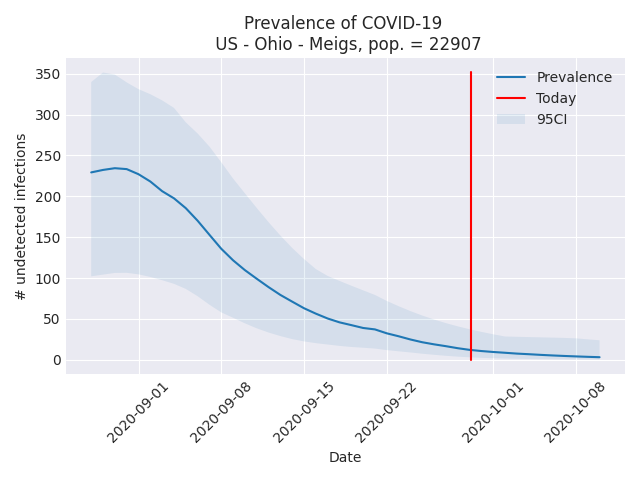 Prevalence of COVID-19
US - Ohio - Meigs, pop. = 22907
350
300
250
200
150
100
50
0
# undetected infections
Prevalence
Today
95CI
2020-09-01
2020-09-08
2020-09-15
2020-09-22
2020-10-01
2020-10-08
Date